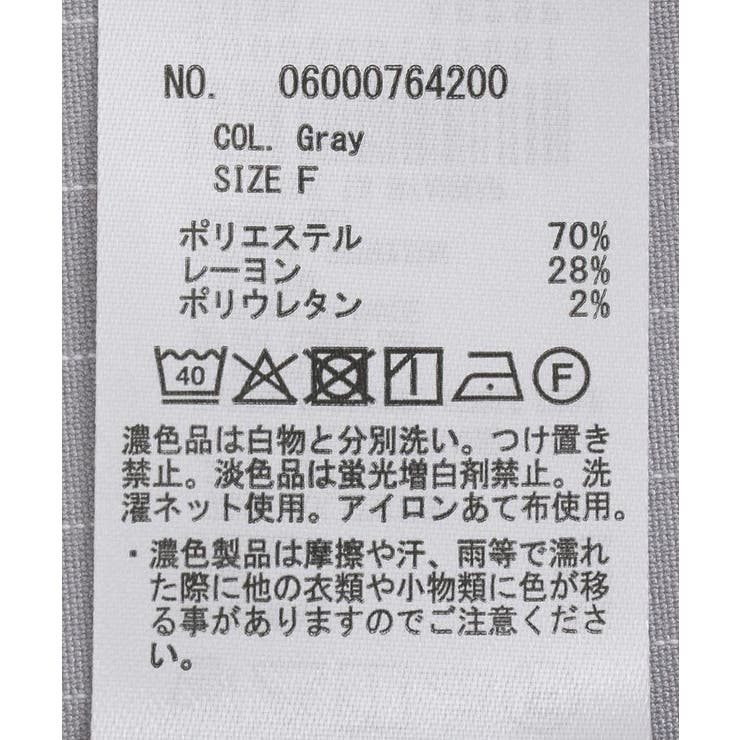 NO. 06000764200
COL. Gray
SIZE F
ポリエステル 70%
レーヨン 28%
ポリウレタン 2%
40 F
濃色品は白物と分別洗い。つけ置き
禁止。淡色品は蛍光増白剤禁止。洗
濯ネット使用。アイロンあて布使用。
・濃色製品は摩擦や汗、雨等で濡れ
た際に他の衣類や小物類に色が移
る事がありますのでご注意くださ
い。